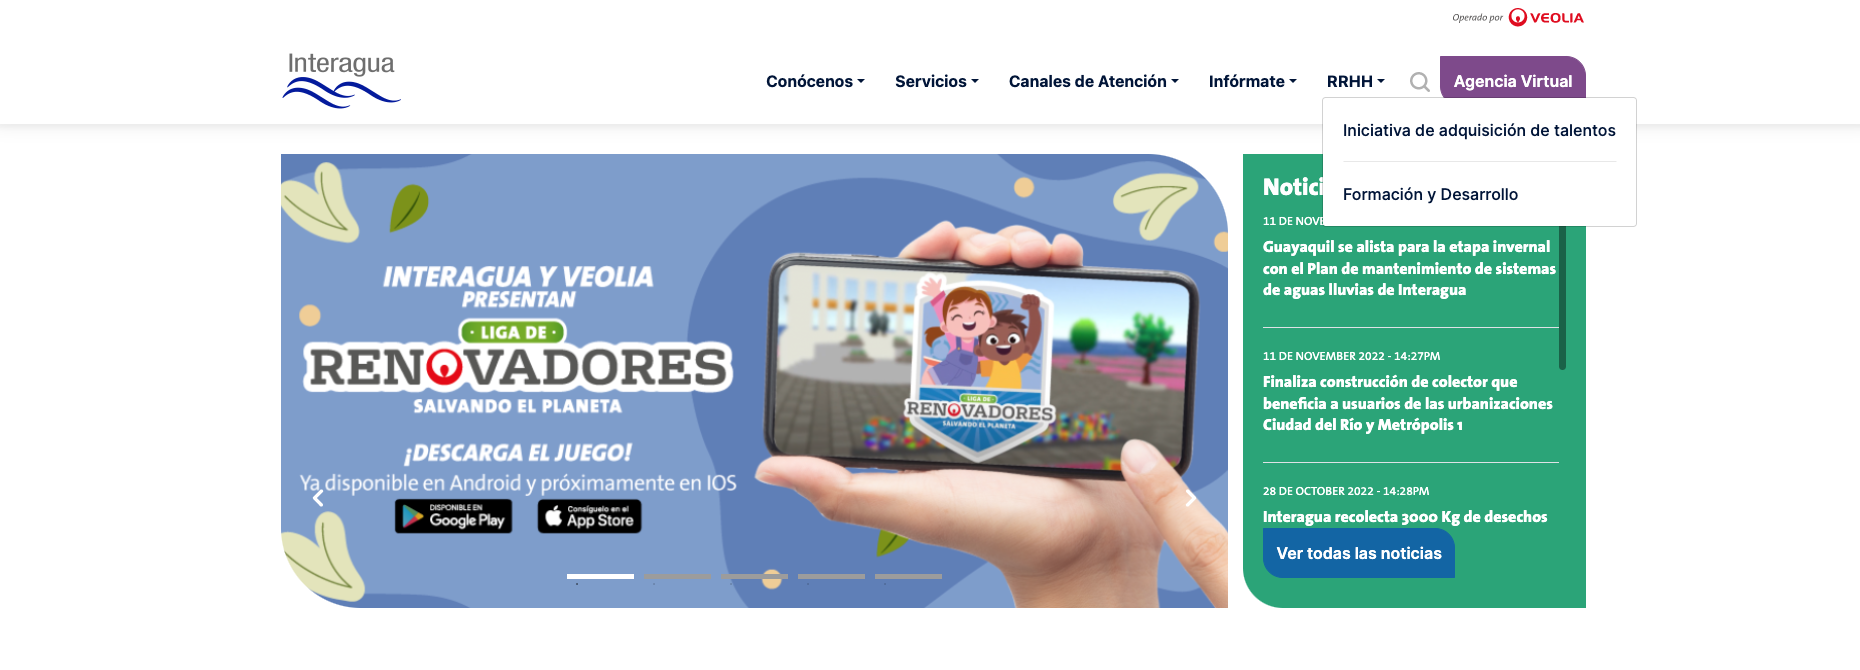 Operado por VEOLIA
Interagua
Conócenos
Servicios
Canales de Atención
Infórmate
RRHH
Agencia Virtual
Iniciativa de adquisición de talentos
Formación y Desarrollo
INTERAGUA Y VEOLIA
PRESENTAN
· LIGA DE ·
RENOVADORES
SALVANDO EL PLANETA
¡DESCARGA EL JUEGO!
Ya disponible en Android y próximamente en IOS
DISPONIBLE EN
Google Play
Consíguelo en el
App Store
LIGA DE
RENOVADORES
SALVANDO EL PLANETA
Notici
11 DE NOVE
Guayaquil se alista para la etapa invernal
con el Plan de mantenimiento de sistemas
de aguas lluvias de Interagua
11 DE NOVEMBER 2022 - 14:27PM
Finaliza construcción de colector que
beneficia a usuarios de las urbanizaciones
Ciudad del Río y Metrópolis 1
28 DE OCTOBER 2022 - 14:28PM
Interagua recolecta 3000 Kg de desechos
Ver todas las noticias